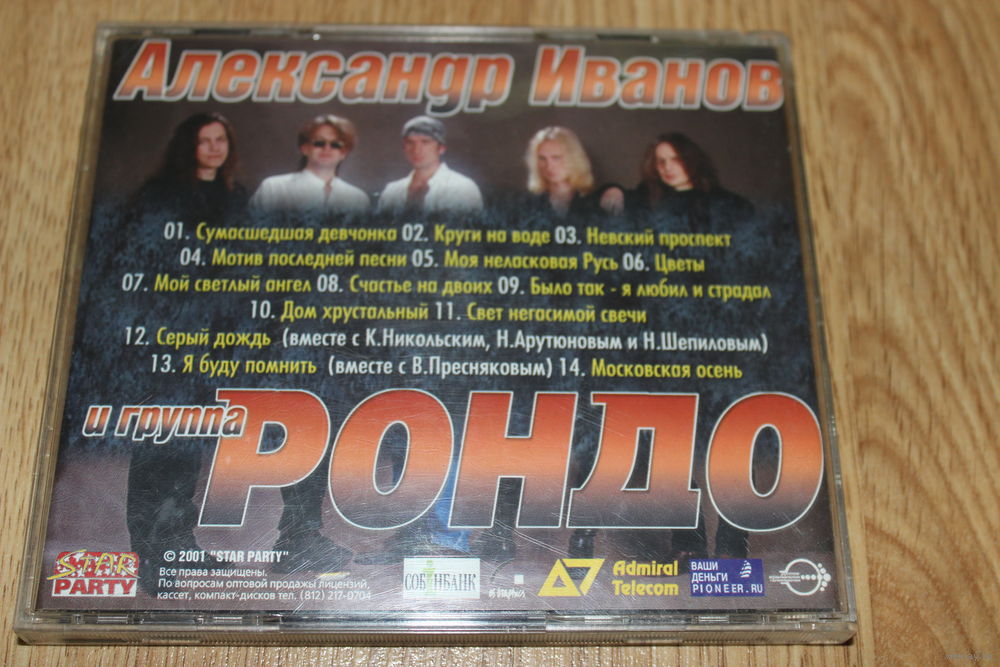 Александр Иванов
01. Сумасшедшая девчонка 02. Круги на воде 03. Невский проспект
04. Мотив последней песни 05. Моя неласковая Русь 06. Цветы
07. Мой светлый ангел 08. Счастье на двоих 09. Было так - я любил и страдал
10. Дом хрустальный 11. Свет негасимой свечи
12. Серый дождь (вместе с К.Никольским, Н.Арутюновым и Н.Шепиловым)
13. Я буду помнить (вместе с В.Пресняковым) 14. Московская осень
и группа РОНДО
STAR PARTY
© 2001 "STAR PARTY"
Все права защищены.
По вопросам оптовой продажи лицензий,
кассет, компакт-дисков тел. (812) 217-0704
СОБИНБАНК
Admiral
Telecom
ВАШИ
ДЕНЬГИ
PIONEER.RU